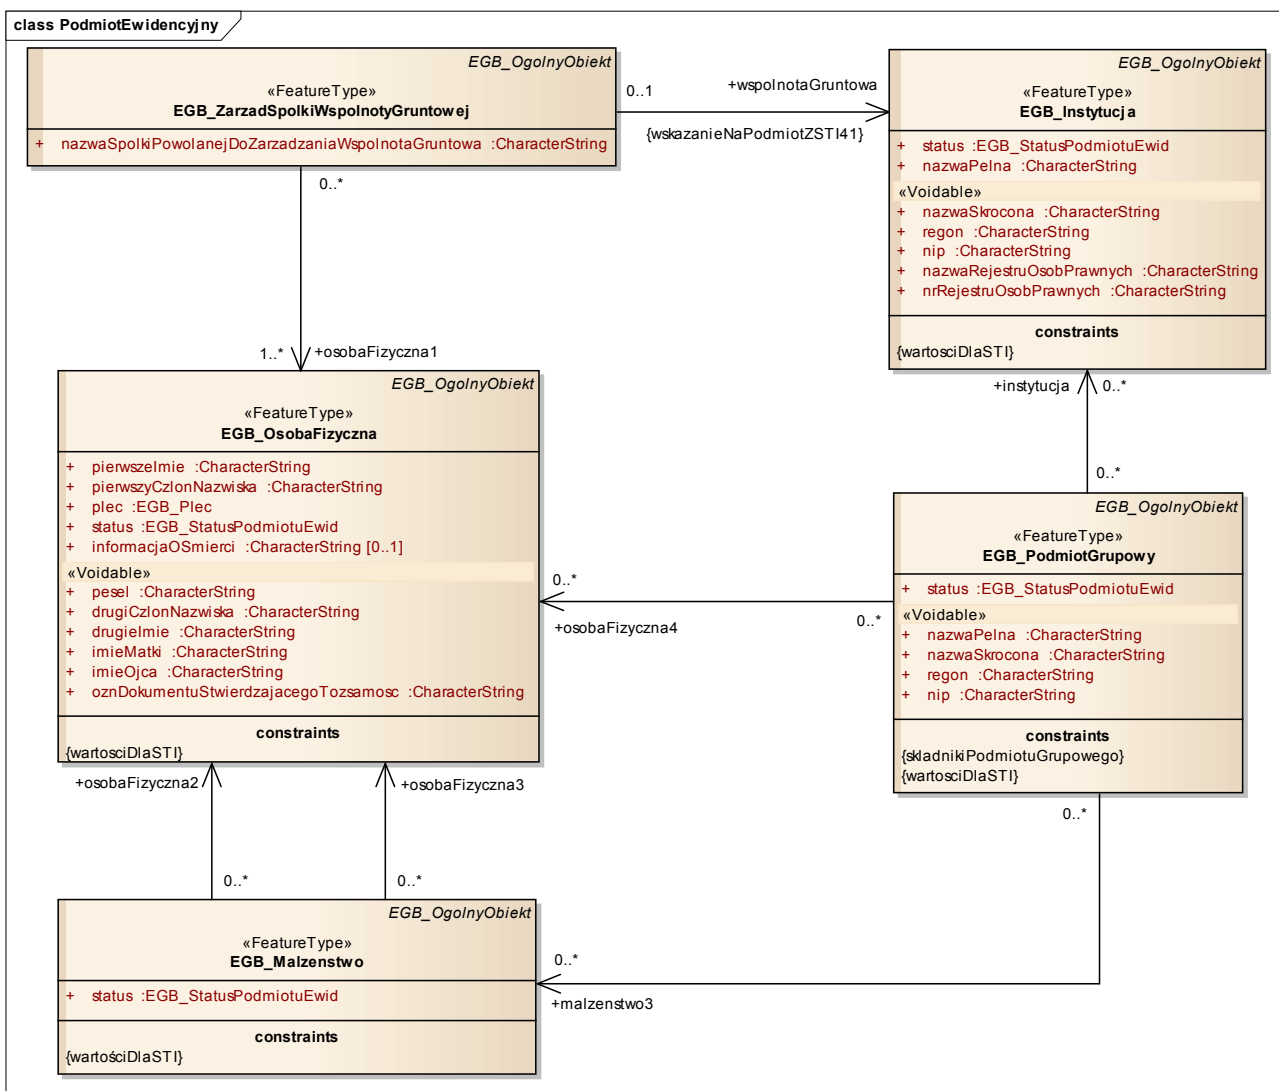 class PodmiotEwidencyjny
EGB_OgolnyObiekt
«FeatureType»
EGB_ZarzadSpolkiWspolnotyGruntowej
+ nazwaSpolkiPowolanejDoZarzadzaniaWspolnotaGruntowa :CharacterString
0..1
+wspolnotaGruntowa
{wskazanieNaPodmiotZSTI41}
EGB_OgolnyObiekt
«FeatureType»
EGB_Instytucja
+ status :EGB_StatusPodmiotuEwid
+ nazwaPelna :CharacterString
«Voidable»
+ nazwaSkrocona :CharacterString
+ regon :CharacterString
+ nip :CharacterString
+ nazwaRejestruOsobPrawnych :CharacterString
+ nrRejestruOsobPrawnych :CharacterString
constraints
{wartosciDlaSTI}
0..*
1..*
+osobaFizyczna1
+instytucja
0..*
EGB_OgolnyObiekt
«FeatureType»
EGB_OsobaFizyczna
+ pierwszeImie :CharacterString
+ pierwszyCzlonNazwiska :CharacterString
+ plec :EGB_Plec
+ status :EGB_StatusPodmiotuEwid
+ informacjaOSmierci :CharacterString [0..1]
«Voidable»
+ pesel :CharacterString
+ drugiCzlonNazwiska :CharacterString
+ drugieImie :CharacterString
+ imieMatki :CharacterString
+ imieOjca :CharacterString
+ oznDokumentuStwierdzajacegoTozsamosc :CharacterString
constraints
{wartosciDlaSTI}
0..*
EGB_OgolnyObiekt
«FeatureType»
EGB_PodmiotGrupowy
+ status :EGB_StatusPodmiotuEwid
«Voidable»
+ nazwaPelna :CharacterString
+ nazwaSkrocona :CharacterString
+ regon :CharacterString
+ nip :CharacterString
constraints
{skladnikiPodmiotuGrupowego}
{wartosciDlaSTI}
0..*
+osobaFizyczna4
0..*
+osobaFizyczna2
+osobaFizyczna3
0..*
0..*
0..*
EGB_OgolnyObiekt
«FeatureType»
EGB_Malzenstwo
+ status :EGB_StatusPodmiotuEwid
constraints
{wartościDlaSTI}
0..*
+malzenstwo3